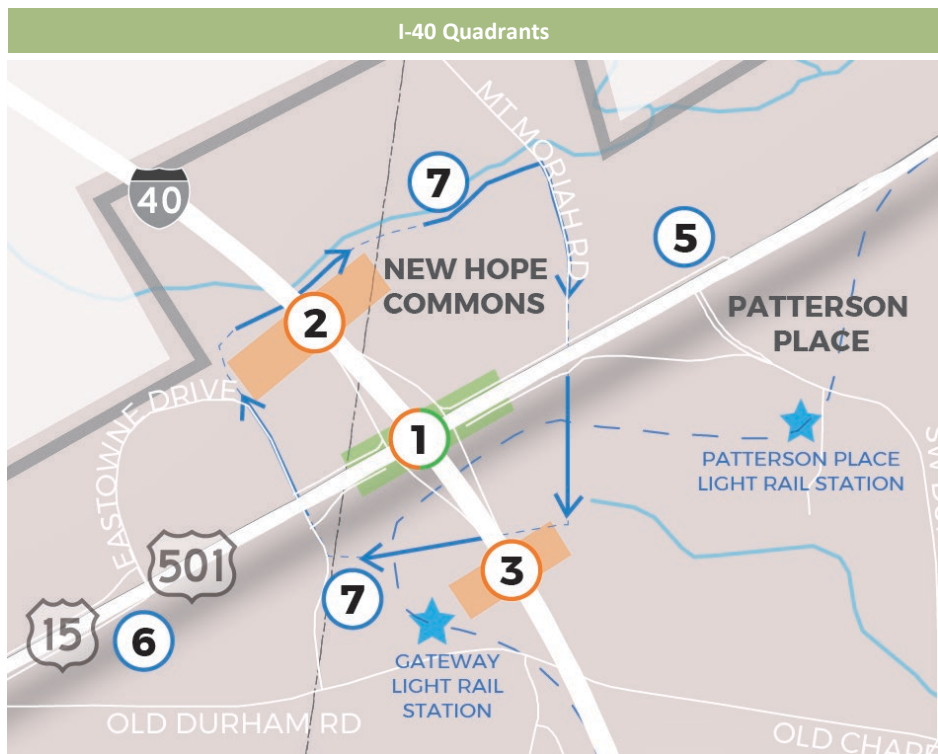 I-40 Quadrants
MT MORIAH RD
40
7
5
NEW HOPE
COMMONS
PATTERSON
PLACE
2
EASTOWNE DRIVE
1
PATTERSON PLACE
LIGHT RAIL STATION
501
3
7
15
6
GATEWAY
LIGHT RAIL
STATION
OLD DURHAM RD